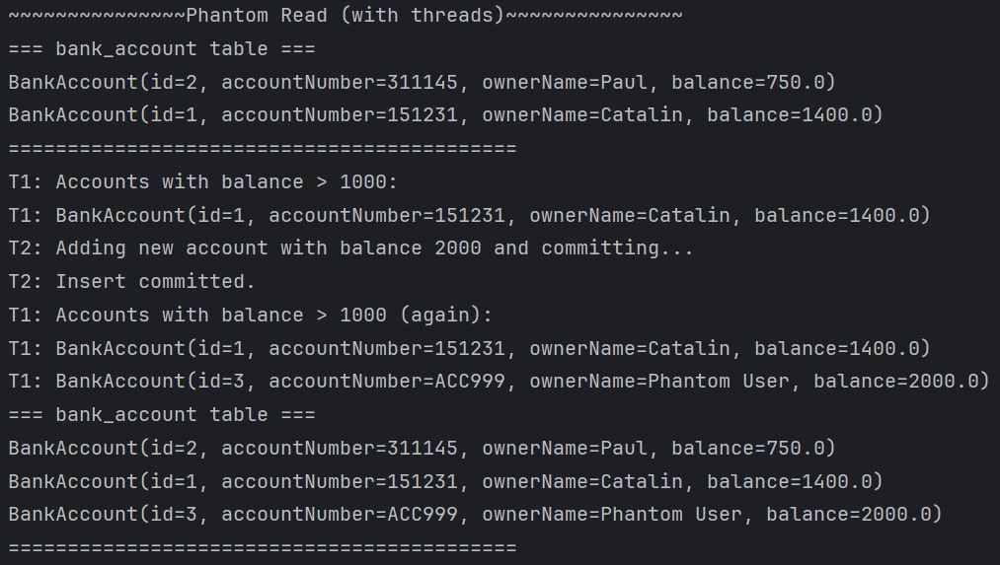 ~~~~~~~~~~~~~~~Phantom Read (with threads)~~~~~~~~~~~~~~~
=== bank_account table ===
BankAccount(id=2, accountNumber=311145, ownerName=Paul, balance=750.0)
BankAccount(id=1, accountNumber=151231, ownerName=Catalin, balance=1400.0)
===========================================
T1: Accounts with balance > 1000:
T1: BankAccount(id=1, accountNumber=151231, ownerName=Catalin, balance=1400.0)
T2: Adding new account with balance 2000 and committing...
T2: Insert committed.
T1: Accounts with balance > 1000 (again):
T1: BankAccount(id=1, accountNumber=151231, ownerName=Catalin, balance=1400.0)
T1: BankAccount(id=3, accountNumber=ACC999, ownerName=Phantom User, balance=2000.0)
=== bank_account table ===
BankAccount(id=2, accountNumber=311145, ownerName=Paul, balance=750.0)
BankAccount(id=1, accountNumber=151231, ownerName=Catalin, balance=1400.0)
BankAccount(id=3, accountNumber=ACC999, ownerName=Phantom User, balance=2000.0)
===========================================